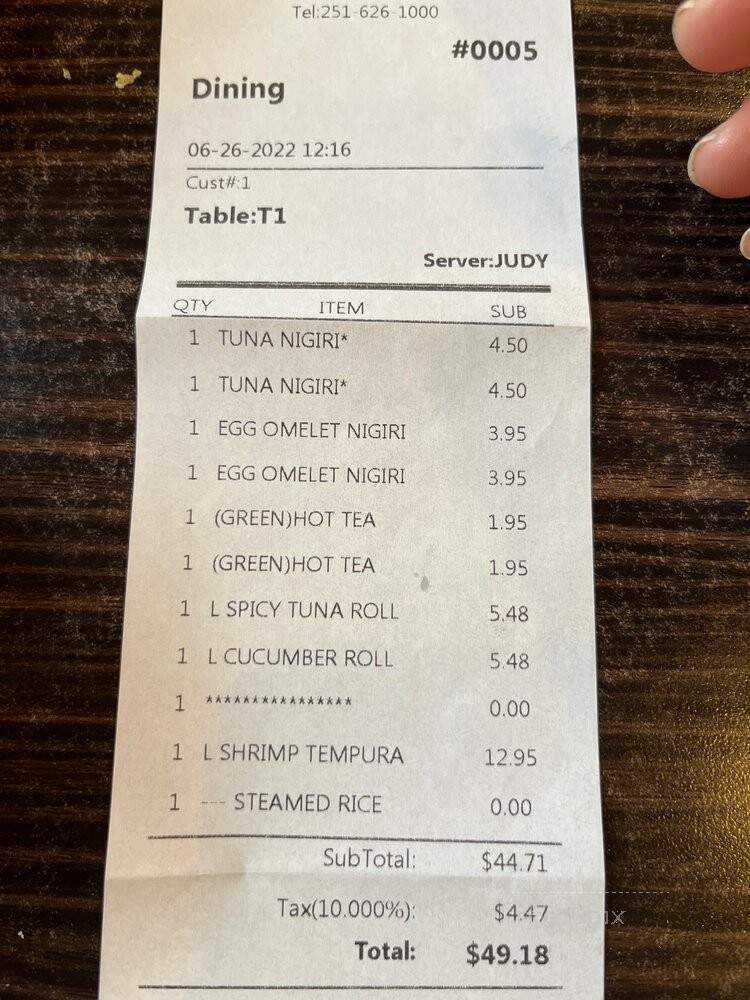 Tel:251-626-1000
#0005
Dining
06-26-2022 12:16
Cust#:1
Table:T1
Server:JUDY
QTY ITEM SUB
1 TUNA NIGIRI* 4.50
1 TUNA NIGIRI* 4.50
1 EGG OMELET NIGIRI 3.95
1 EGG OMELET NIGIRI 3.95
1 (GREEN)HOT TEA 1.95
1 (GREEN)HOT TEA 1.95
1 L SPICY TUNA ROLL 5.48
1 L CUCUMBER ROLL 5.48
1 **************** 0.00
1 L SHRIMP TEMPURA 12.95
1 --- STEAMED RICE 0.00
SubTotal: $44.71
Tax(10.000%): $4.47
Total: $49.18